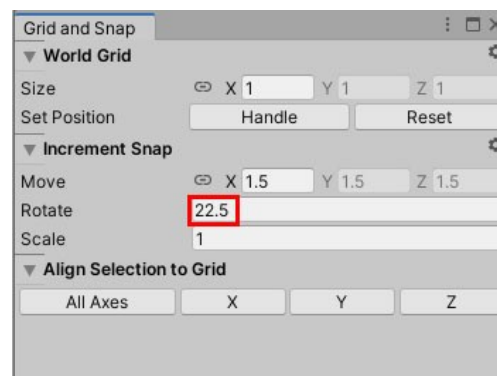 Grid and Snap
World Grid
Size X 1 Y 1 Z 1
Set Position Handle Reset
Increment Snap
Move X 1.5 Y 1.5 Z 1.5
Rotate 22.5
Scale 1
Align Selection to Grid
All Axes X Y Z